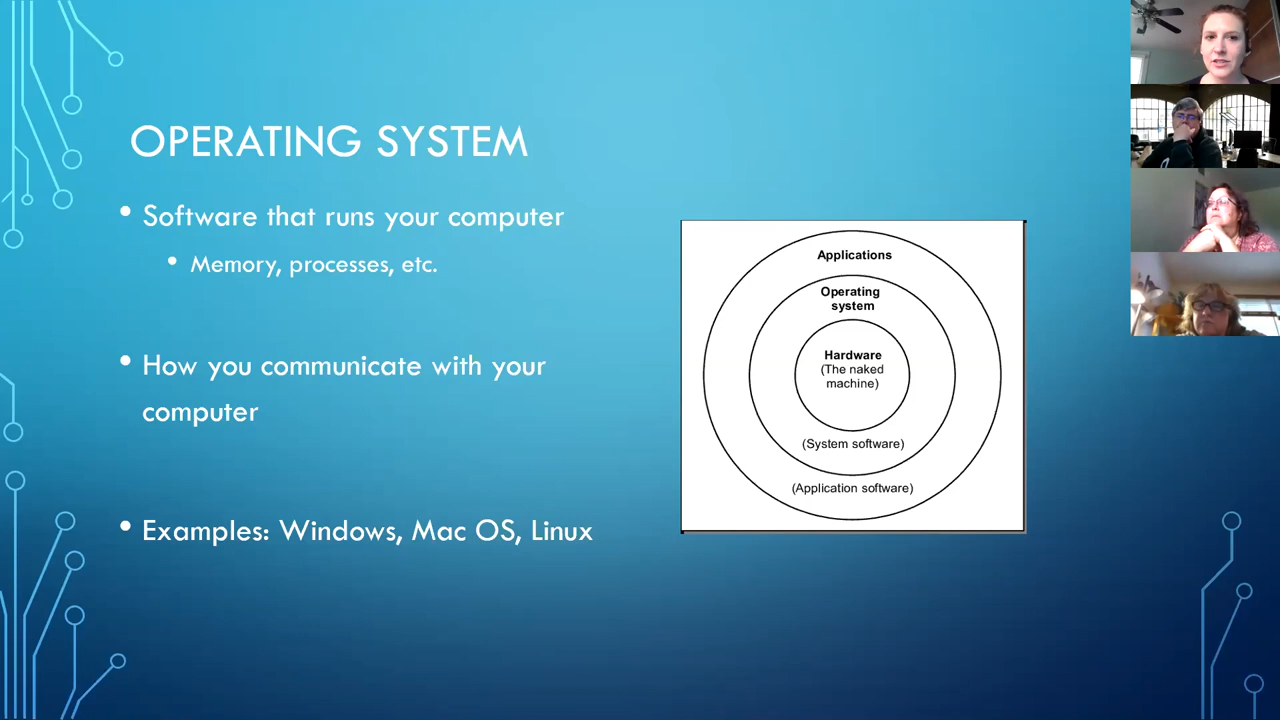 OPERATING SYSTEM
• Software that runs your computer
• Memory, processes, etc.
• How you communicate with your
computer
• Examples: Windows, Mac OS, Linux
Applications
Operating
system
Hardware
(The naked
machine)
(System software)
(Application software)